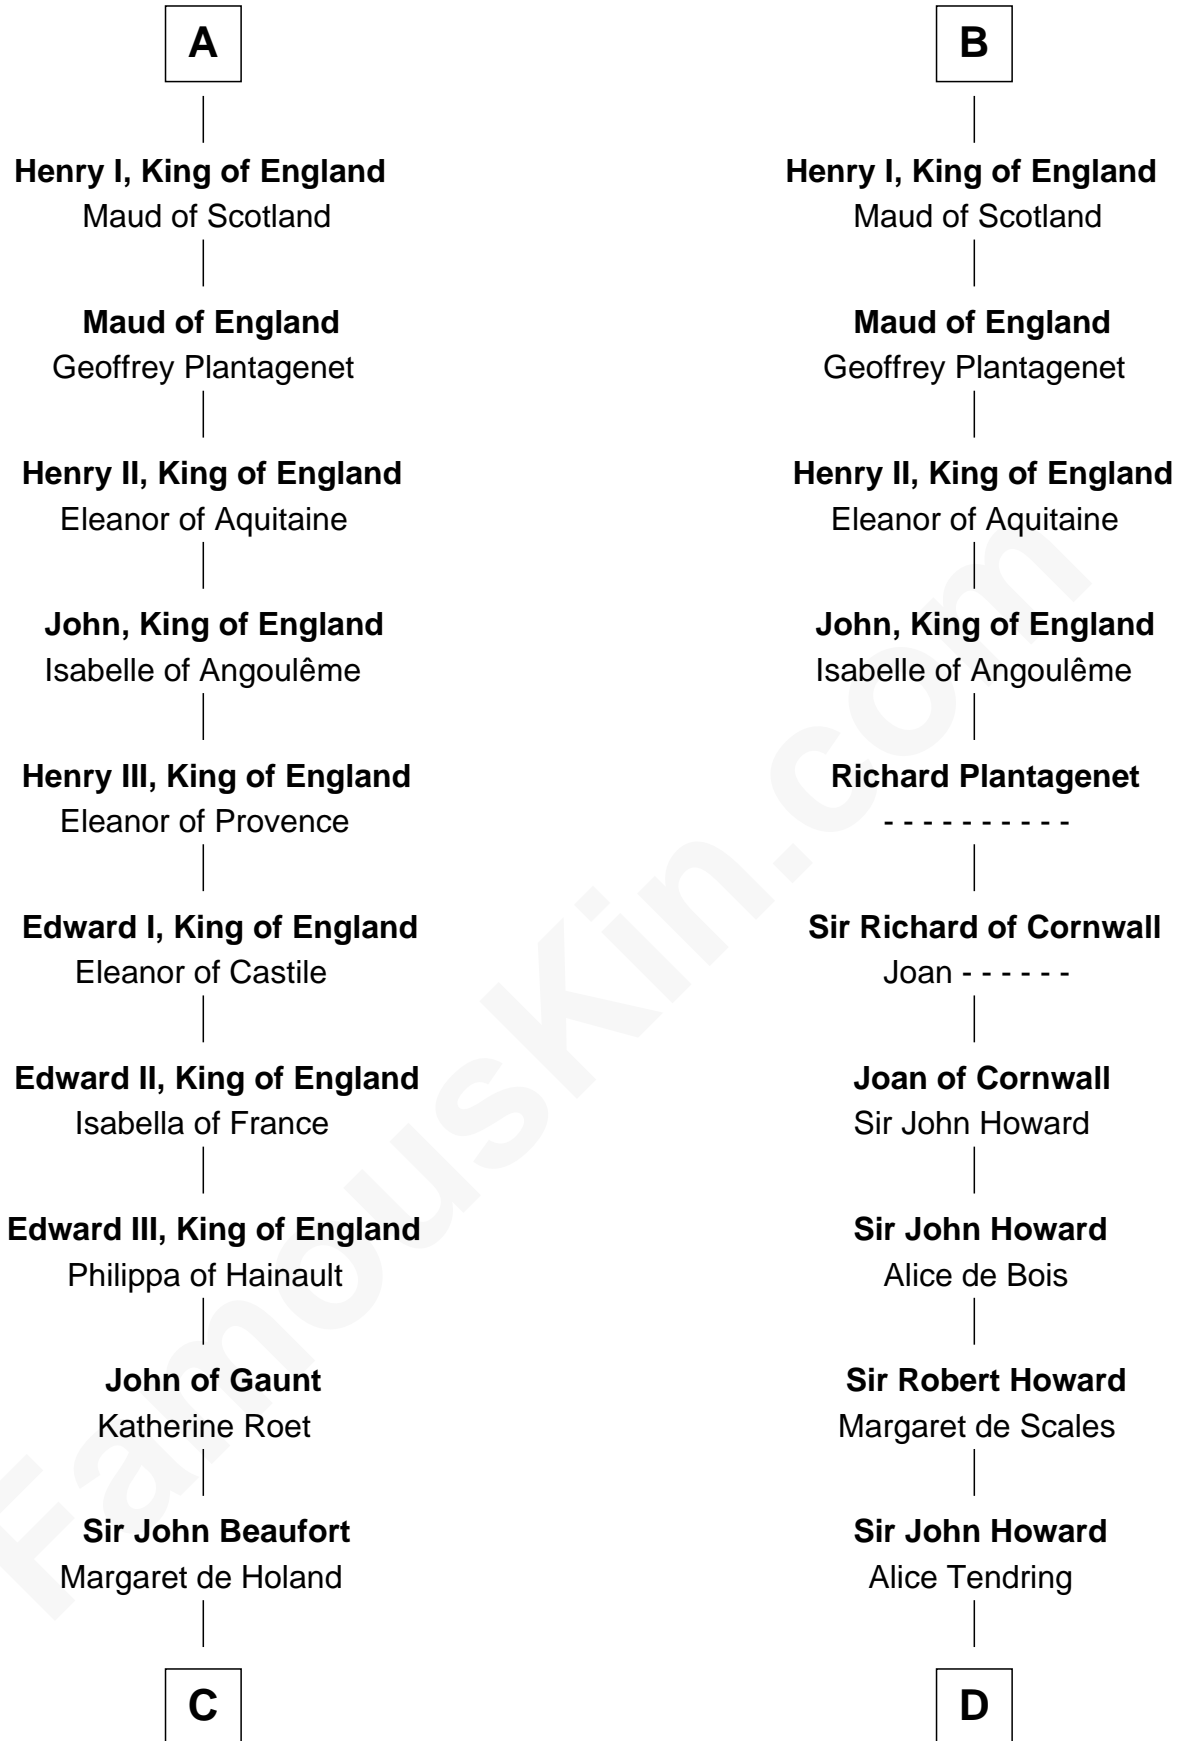 A
Henry I, King of England
Maud of Scotland
Maud of England
Geoffrey Plantagenet
Henry II, King of England
Eleanor of Aquitaine
John, King of England
Isabelle of Angoulême
Henry III, King of England
Eleanor of Provence
Edward I, King of England
Eleanor of Castile
Edward II, King of England
Isabella of France
Edward III, King of England
Philippa of Hainault
John of Gaunt
Katherine Roet
Sir John Beaufort
Margaret de Holand
C
B
Henry I, King of England
Maud of Scotland
Maud of England
Geoffrey Plantagenet
Henry II, King of England
Eleanor of Aquitaine
John, King of England
Isabelle of Angoulême
Richard Plantagenet
- - - - - - - - - -
Sir Richard of Cornwall
Joan - - - - - -
Joan of Cornwall
Sir John Howard
Sir John Howard
Alice de Bois
Sir Robert Howard
Margaret de Scales
Sir John Howard
Alice Tendring
D
FamousKin.com